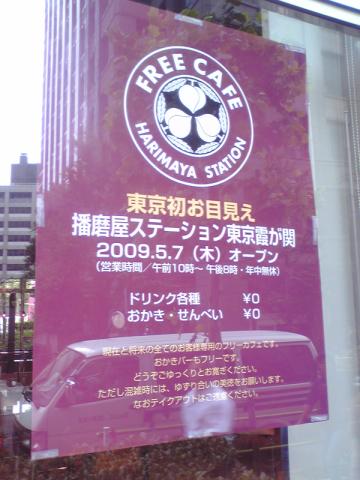 FREE CAFE
HARIMAYA STATION
東京初お目見え
播磨屋ステーション東京霞が関
2009.5.7（木）オープン
（営業時間／午前10時～午後8時・年中無休）
ドリンク各種 ¥0
おかき・せんべい ¥0
現在と将来の全てのお客様専用のフリーカフェです。
おかきバーもフリーです。
どうぞごゆっくりとお寛ぎください。
ただし混雑時には、ゆずり合いの美徳をお願いします。
なおテイクアウトはご遠慮ください。